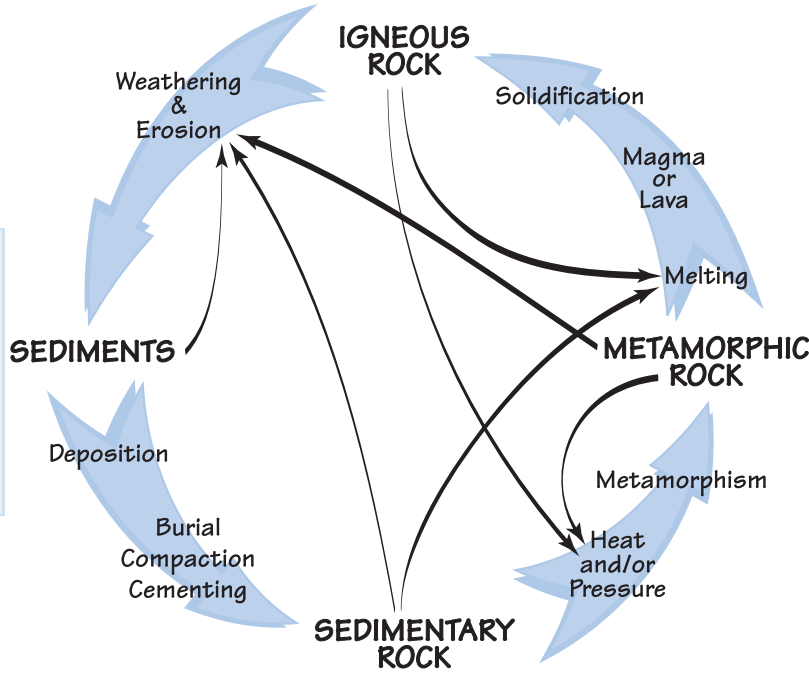 IGNEOUS
ROCK
Weathering
&
Erosion
Solidification
Magma
or
Lava
Melting
SEDIMENTS
METAMORPHIC
ROCK
Deposition
Metamorphism
Burial
Compaction
Cementing
Heat
and/or
Pressure
SEDIMENTARY
ROCK